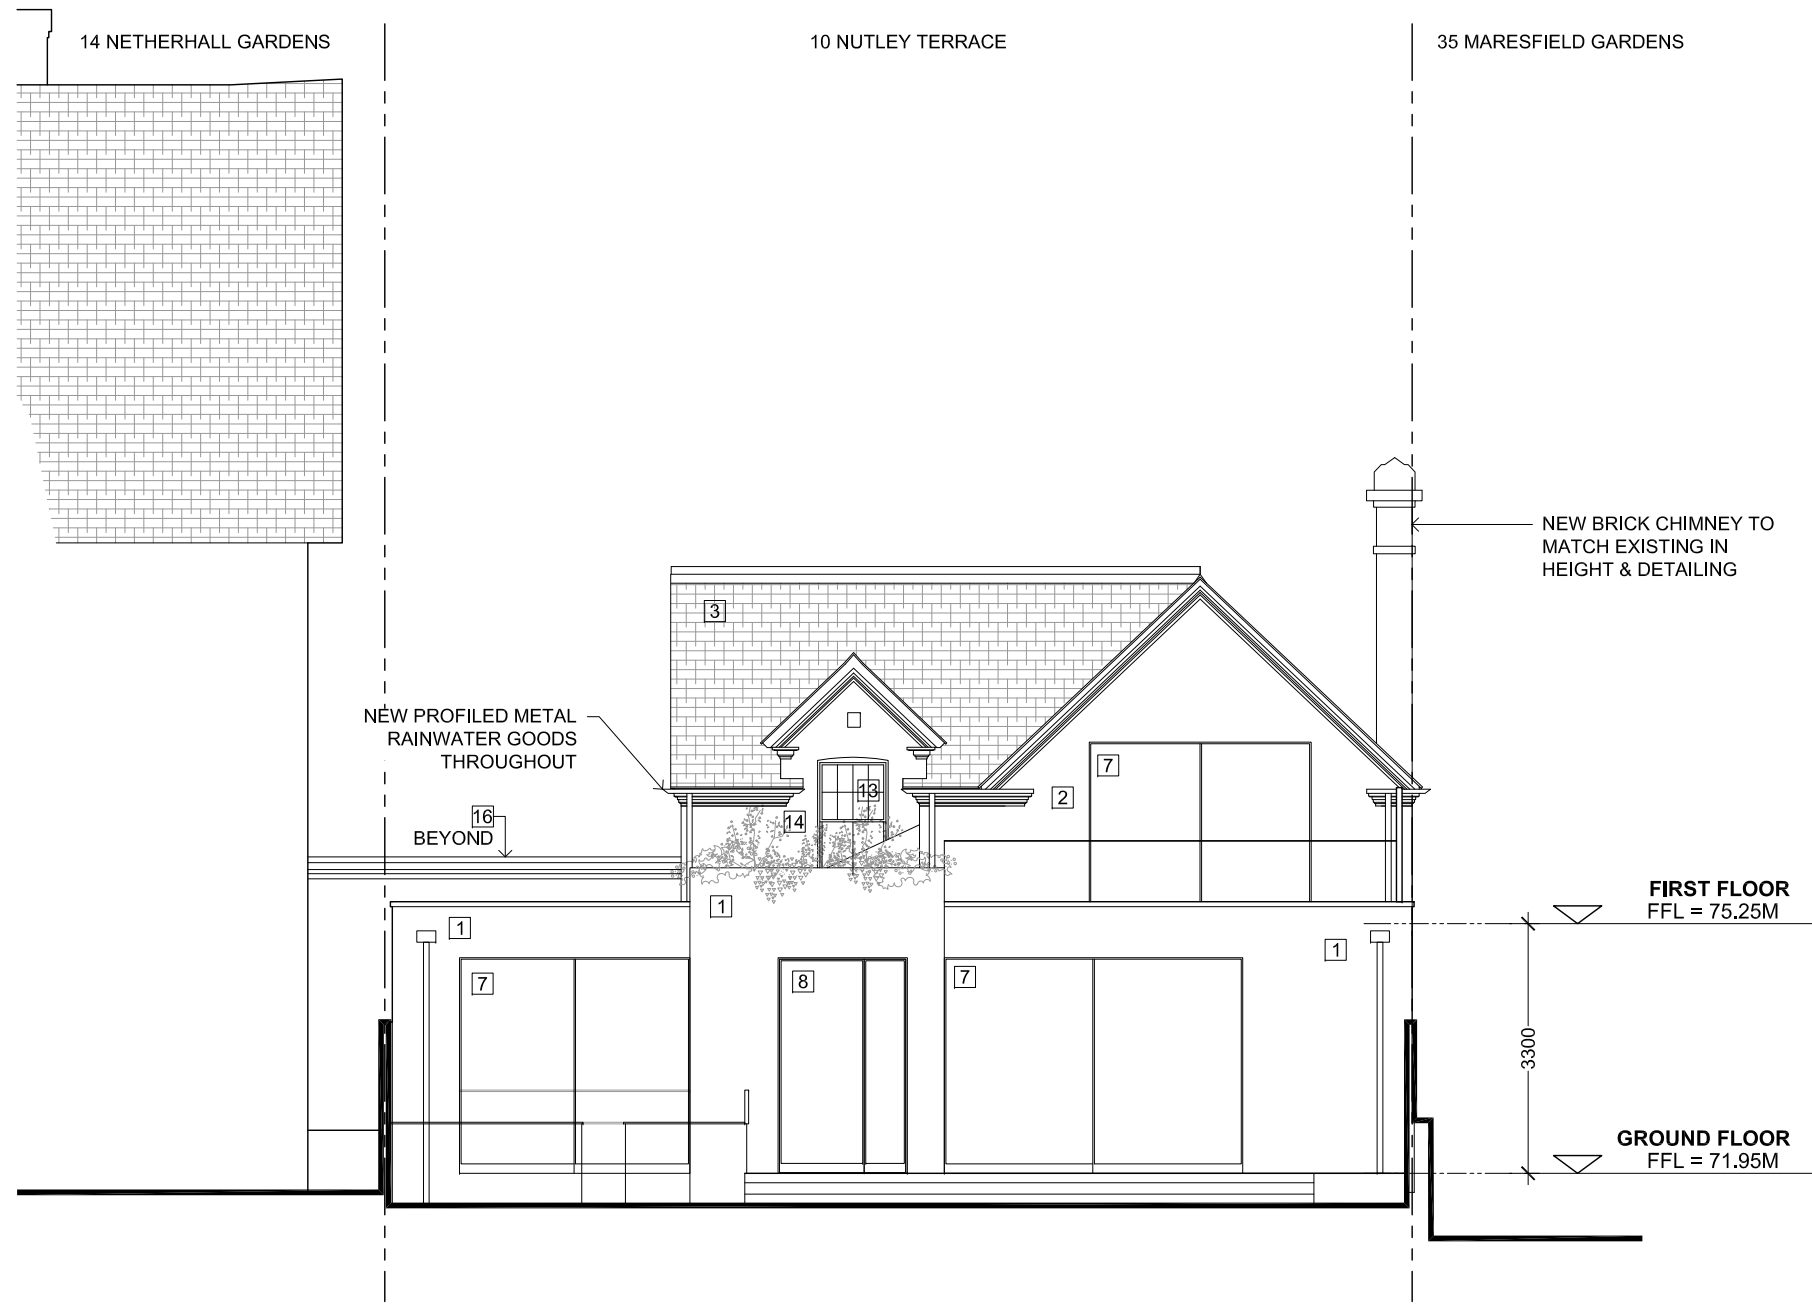 14 NETHERHALL GARDENS
10 NUTLEY TERRACE
35 MARESFIELD GARDENS
NEW BRICK CHIMNEY TO
MATCH EXISTING IN
HEIGHT & DETAILING
3
NEW PROFILED METAL
RAINWATER GOODS
THROUGHOUT
7
13
2
16
BEYOND
14
FIRST FLOOR
FFL = 75.25M
1
1
1
7
8
7
3300
GROUND FLOOR
FFL = 71.95M